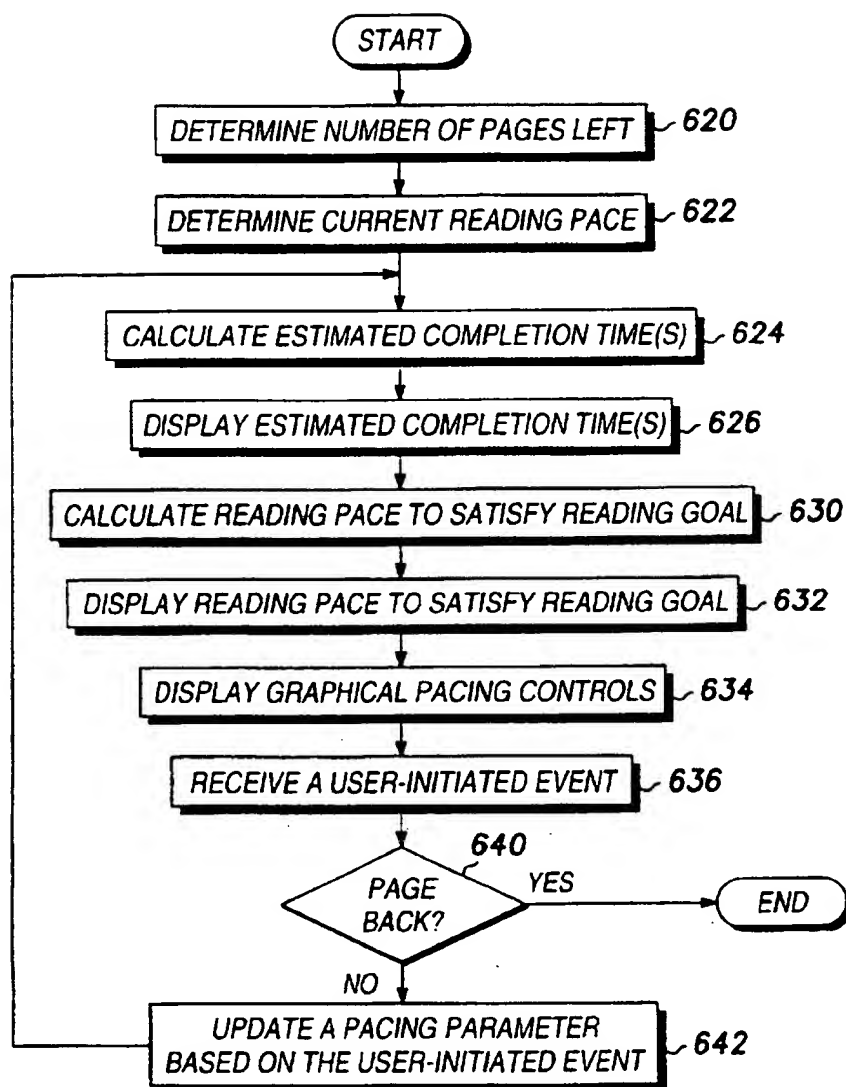 START
DETERMINE NUMBER OF PAGES LEFT 620
DETERMINE CURRENT READING PACE 622
CALCULATE ESTIMATED COMPLETION TIME(S) 624
DISPLAY ESTIMATED COMPLETION TIME(S) 626
CALCULATE READING PACE TO SATISFY READING GOAL 630
DISPLAY READING PACE TO SATISFY READING GOAL 632
DISPLAY GRAPHICAL PACING CONTROLS 634
RECEIVE A USER-INITIATED EVENT 636
640
PAGE
BACK?
YES
END
NO
UPDATE A PACING PARAMETER
BASED ON THE USER-INITIATED EVENT 642